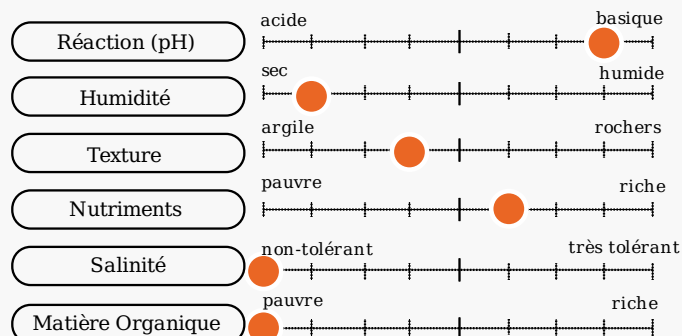 Réaction (pH) acide basique
Humidité sec humide
Texture argile rochers
Nutriments pauvre riche
Salinité non-tolérant très tolérant
Matière Organique pauvre riche